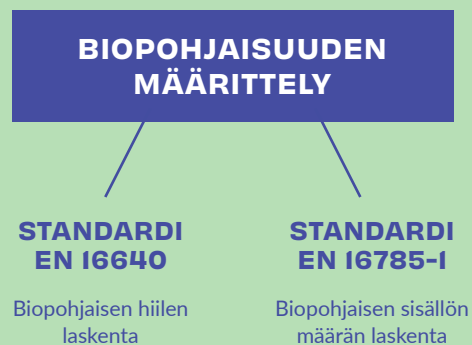 BIOPOHJAISUUDEN
MÄÄRITTELY
STANDARDI
EN 16640
Biopohjaisen hiilen
laskenta
STANDARDI
EN 16785-1
Biopohjaisen sisällön
määrän laskenta